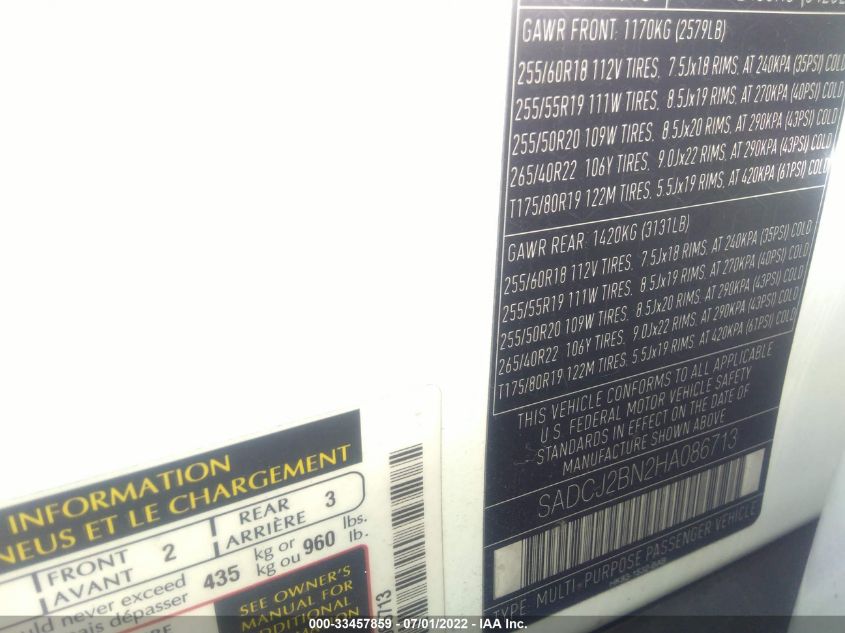 GAWR FRONT: 1170KG (2579LB)
255/60R18 112V TIRES, 7.5Jx18 RIMS, AT 240KPA (35PSI) COLD
255/55R19 111W TIRES, 8.5Jx19 RIMS, AT 270KPA (40PSI) COLD
255/50R20 109W TIRES, 8.5Jx20 RIMS, AT 290KPA (43PSI) COLD
265/40R22 106Y TIRES, 9.0Jx22 RIMS, AT 290KPA (43PSI) COLD
T175/80R19 122M TIRES, 5.5Jx19 RIMS, AT 420KPA (61PSI) COLD
GAWR REAR: 1420KG (3131LB)
255/60R18 112V TIRES, 7.5Jx18 RIMS, AT 240KPA (35PSI) COLD
255/55R19 111W TIRES, 8.5Jx19 RIMS, AT 270KPA (40PSI) COLD
255/50R20 109W TIRES, 8.5Jx20 RIMS, AT 290KPA (43PSI) COLD
265/40R22 106Y TIRES, 9.0Jx22 RIMS, AT 290KPA (43PSI) COLD
T175/80R19 122M TIRES, 5.5Jx19 RIMS, AT 420KPA (61PSI) COLD
THIS VEHICLE CONFORMS TO ALL APPLICABLE
U.S. FEDERAL MOTOR VEHICLE SAFETY
STANDARDS IN EFFECT ON THE DATE OF
MANUFACTURE SHOWN ABOVE
SADCJ2BN2HA086713
TYPE: MULTI-PURPOSE PASSENGER VEHICLE
INFORMATION
NEUS ET LE CHARGEMENT
FRONT 2 REAR 3
AVANT ARRIÈRE
ould never exceed 435 kg or 960 lbs.
ais dépasser kg ou lb.
SEE OWNER'S
MANUAL FOR
ADDITIONAL
000-33457859 - 07/01/2022 - IAAI Inc.